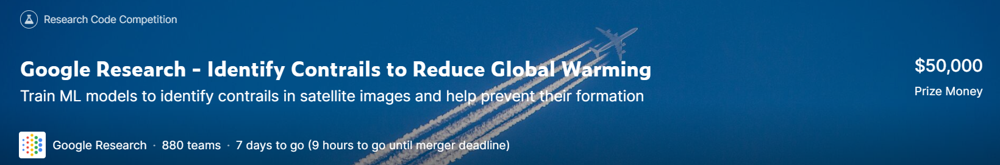 Research Code Competition
Google Research - Identify Contrails to Reduce Global Warming
$50,000
Train ML models to identify contrails in satellite images and help prevent their formation
Prize Money
Google Research · 880 teams · 7 days to go (9 hours to go until merger deadline)